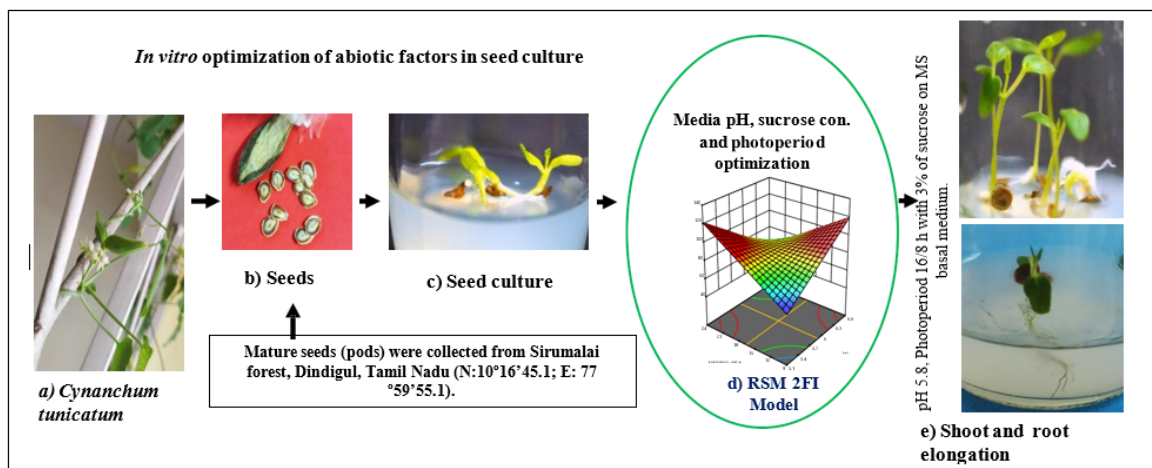 In vitro optimization of abiotic factors in seed culture
a) Cynanchum
tunicatum
b) Seeds
Mature seeds (pods) were collected from Sirumalai
forest, Dindigul, Tamil Nadu (N:10°16’45.1; E: 77
°59’55.1).
c) Seed culture
Media pH, sucrose con.
and photoperiod
optimization
d) RSM 2FI
Model
pH 5.8, Photoperiod 16/8 h with 3% of sucrose on MS
basal medium.
e) Shoot and root
elongation